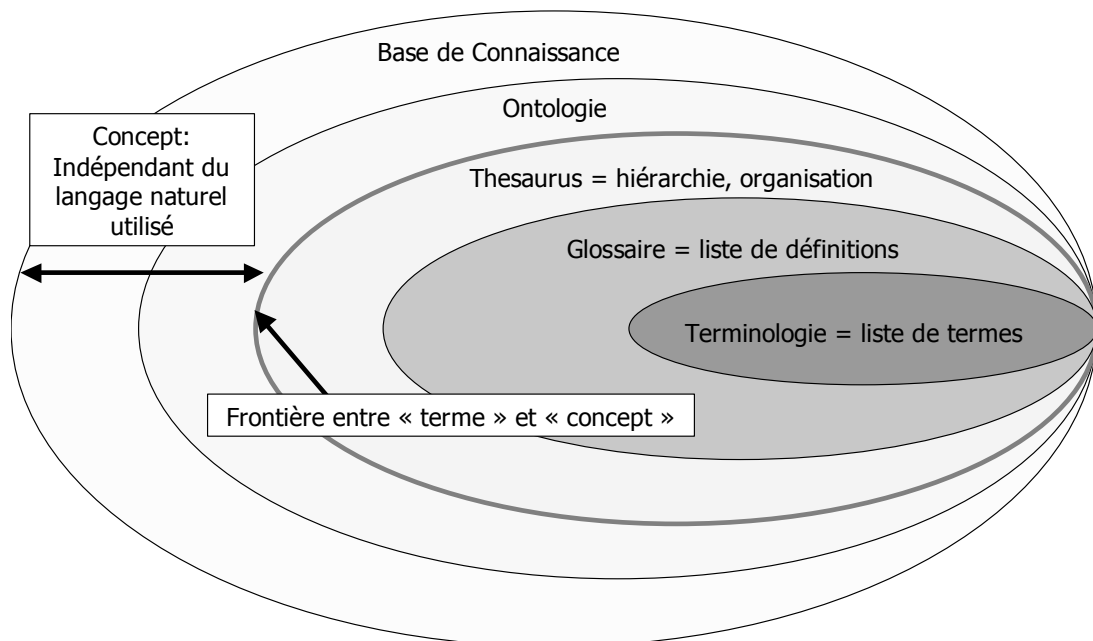 Base de Connaissance
Ontologie
Concept:
Indépendant du
langage naturel
utilisé
Thesaurus = hiérarchie, organisation
Glossaire = liste de définitions
Terminologie = liste de termes
Frontière entre « terme » et « concept »